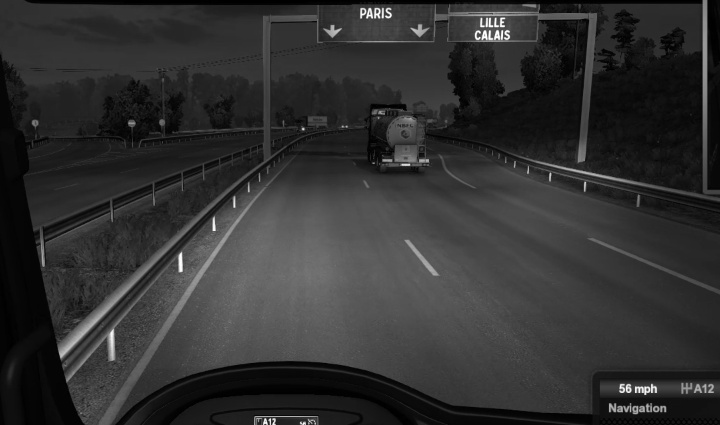 PARIS
LILLE
CALAIS
56 mph
A12
Navigation
A12